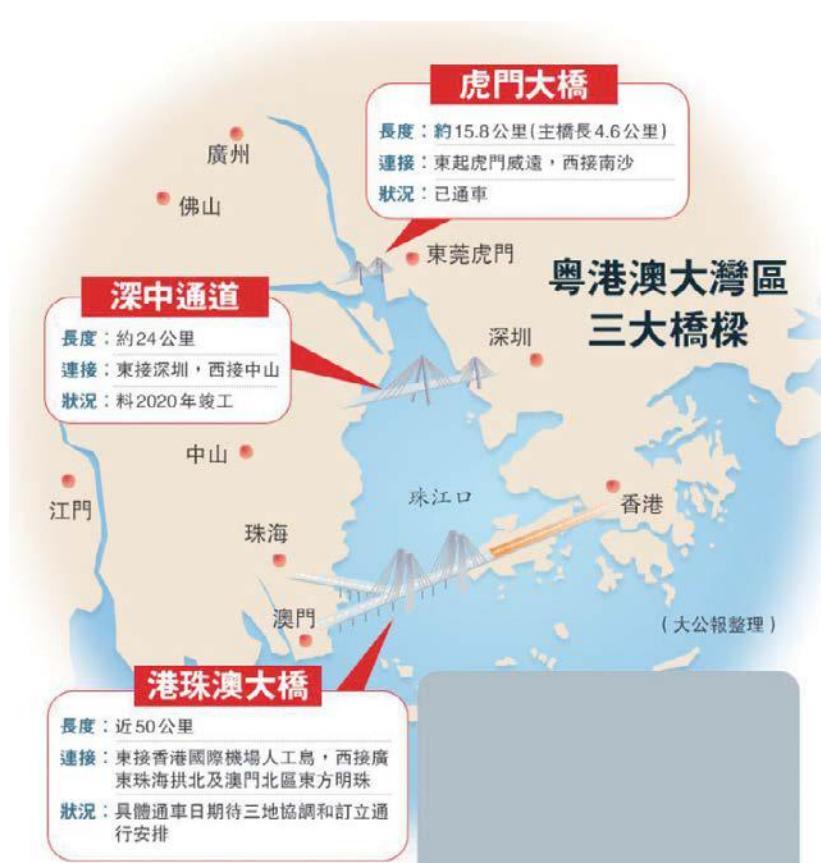 虎門大橋
長度：約15.8公里（主橋長4.6公里）
連接：東起虎門威遠，西接南沙
狀況：已通車
廣州
佛山
東莞虎門
粵港澳大灣區
三大橋樑
深中通道
長度：約24公里
連接：東接深圳，西接中山
狀況：料2020年竣工
深圳
中山
江門
珠江口
香港
珠海
澳門
（大公報整理）
港珠澳大橋
長度：近50公里
連接：東接香港國際機場人工島，西接廣
東珠海拱北及澳門北區東方明珠
狀況：具體通車日期待三地協調和訂立通
行安排